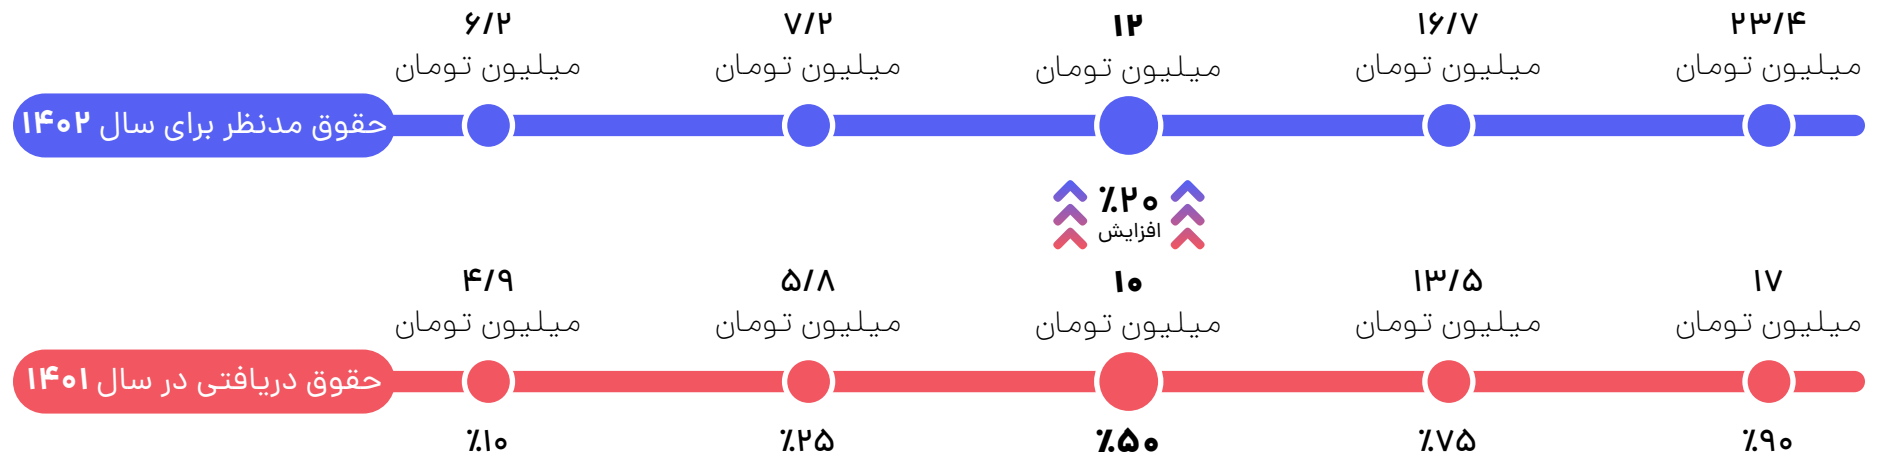 ۶/۲
میلیون تومان
۷/۲
میلیون تومان
۱۲
میلیون تومان
۱۶/۷
میلیون تومان
۲۳/۴
میلیون تومان
حقوق مدنظر برای سال ۱۴۰۲
٪۲۰
افزایش
۴/۹
میلیون تومان
۵/۸
میلیون تومان
۱۰
میلیون تومان
۱۳/۵
میلیون تومان
۱۷
میلیون تومان
حقوق دریافتی در سال ۱۴۰۱
٪۱۰
٪۲۵
٪۵۰
٪۷۵
٪۹۰